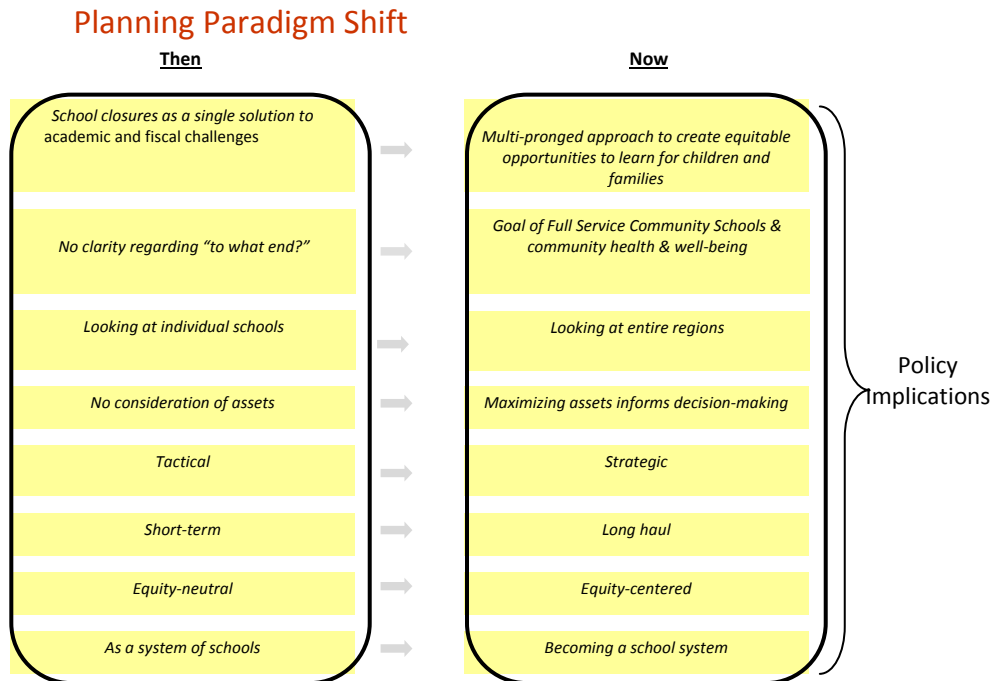 Planning Paradigm Shift
Then
Now
School closures as a single solution to
academic and fiscal challenges
Multi-pronged approach to create equitable
opportunities to learn for children and
families
No clarity regarding “to what end?”
Goal of Full Service Community Schools &
community health & well-being
Looking at individual schools
Looking at entire regions
No consideration of assets
Maximizing assets informs decision-making
Tactical
Strategic
Short-term
Long haul
Equity-neutral
Equity-centered
As a system of schools
Becoming a school system
Policy
Implications